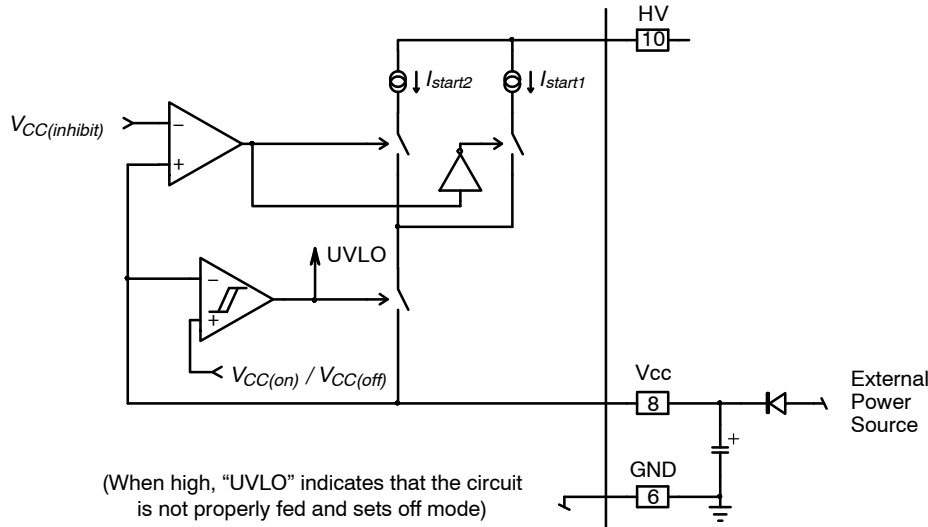 HV
10
Istart2
Istart1
VCC(inhibit)
−
+
UVLO
−
+
VCC(on) / VCC(off)
Vcc
8
External
Power
Source
+
GND
6
(When high, “UVLO” indicates that the circuit
is not properly fed and sets off mode)